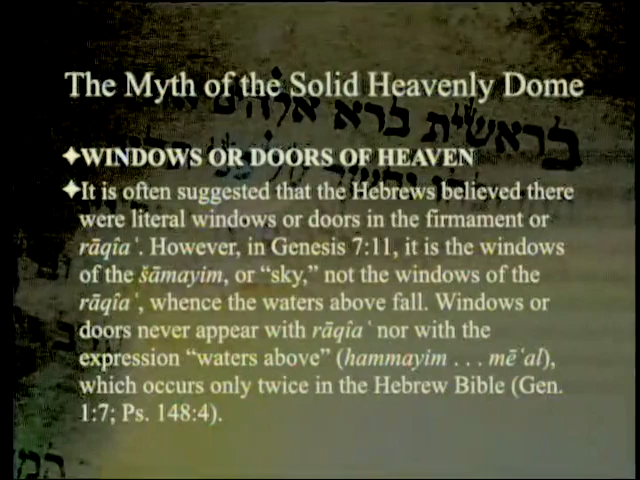 The Myth of the Solid Heavenly Dome
בראשית ברא אלהים
✦WINDOWS OR DOORS OF HEAVEN
✦It is often suggested that the Hebrews believed there
were literal windows or doors in the firmament or
rāqîaʿ. However, in Genesis 7:11, it is the windows
of the šāmayim, or “sky,” not the windows of the
rāqîaʿ, whence the waters above fall. Windows or
doors never appear with rāqîaʿ nor with the
expression “waters above” (hammayim . . . mēʿal),
which occurs only twice in the Hebrew Bible (Gen.
1:7; Ps. 148:4).